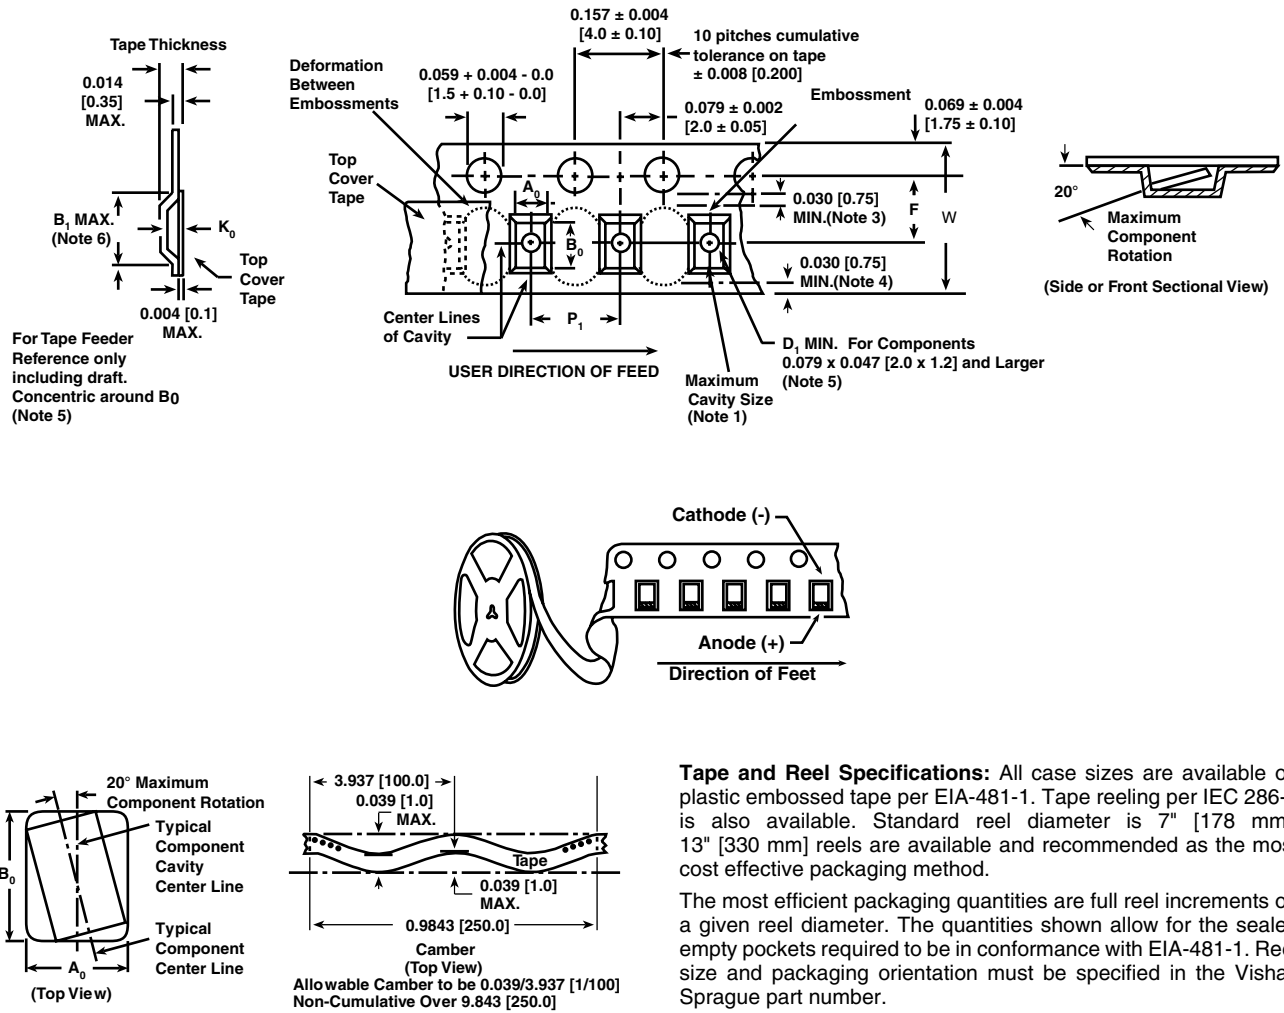 Tape Thickness
0.014
[0.35]
MAX.
B1 MAX.
(Note 6)
K0
Top
Cover
Tape
0.004 [0.1]
MAX.
For Tape Feeder
Reference only
including draft.
Concentric around B0
(Note 5)
Deformation
Between
Embossments
Top
Cover
Tape
0.059 + 0.004 - 0.0
[1.5 + 0.10 - 0.0]
0.157 ± 0.004
[4.0 ± 0.10]
10 pitches cumulative
tolerance on tape
± 0.008 [0.200]
0.079 ± 0.002
[2.0 ± 0.05]
Embossment
0.069 ± 0.004
[1.75 ± 0.10]
A0
B0
0.030 [0.75]
MIN.(Note 3)
F
W
0.030 [0.75]
MIN.(Note 4)
Center Lines
of Cavity
P1
USER DIRECTION OF FEED
Maximum
Cavity Size
(Note 1)
D1 MIN. For Components
0.079 x 0.047 [2.0 x 1.2] and Larger
(Note 5)
20°
Maximum
Component
Rotation
(Side or Front Sectional View)
Cathode (-)
Anode (+)
Direction of Feet
20° Maximum
Component Rotation
Typical
Component
Cavity
Center Line
B0
Typical
Component
Center Line
A0
(Top View)
3.937 [100.0]
0.039 [1.0]
MAX.
Tape
0.039 [1.0]
MAX.
0.9843 [250.0]
Camber
(Top View)
Allowable Camber to be 0.039/3.937 [1/100]
Non-Cumulative Over 9.843 [250.0]
Tape and Reel Specifications: All case sizes are available
plastic embossed tape per EIA-481-1. Tape reeling per IEC 286-
is also available. Standard reel diameter is 7" [178 mm
13" [330 mm] reels are available and recommended as the
cost effective packaging method.
The most efficient packaging quantities are full reel increments
a given reel diameter. The quantities shown allow for the
empty pockets required to be in conformance with EIA-481-1.
size and packaging orientation must be specified in the
Sprague part number.